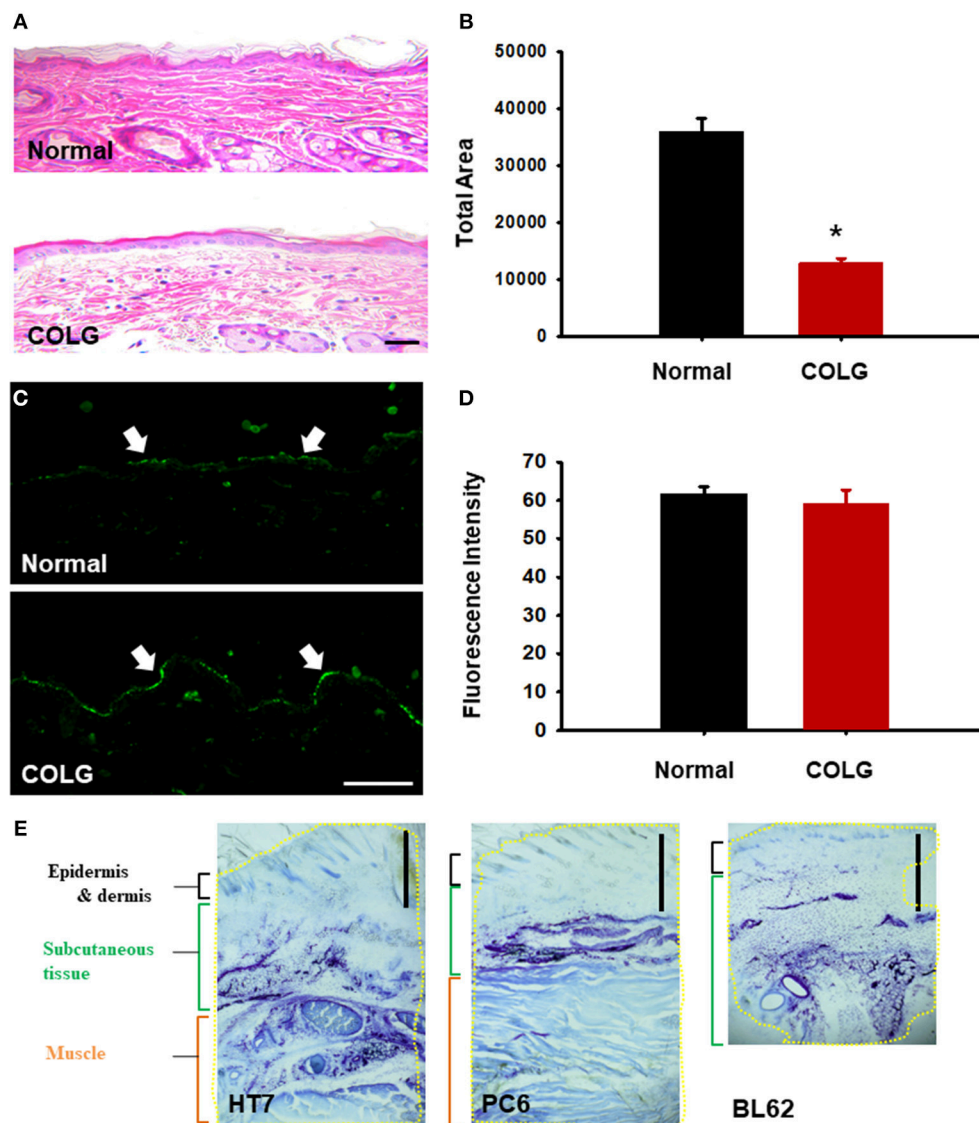 A
Normal
COLG
B
Total Area
50000
40000
30000
20000
10000
0
*
Normal
COLG
C
Normal
COLG
D
Fluorescence Intensity
70
60
50
40
30
20
10
0
Normal
COLG
E
Epidermis
& dermis
Subcutaneous
tissue
Muscle
HT7
PC6
BL62